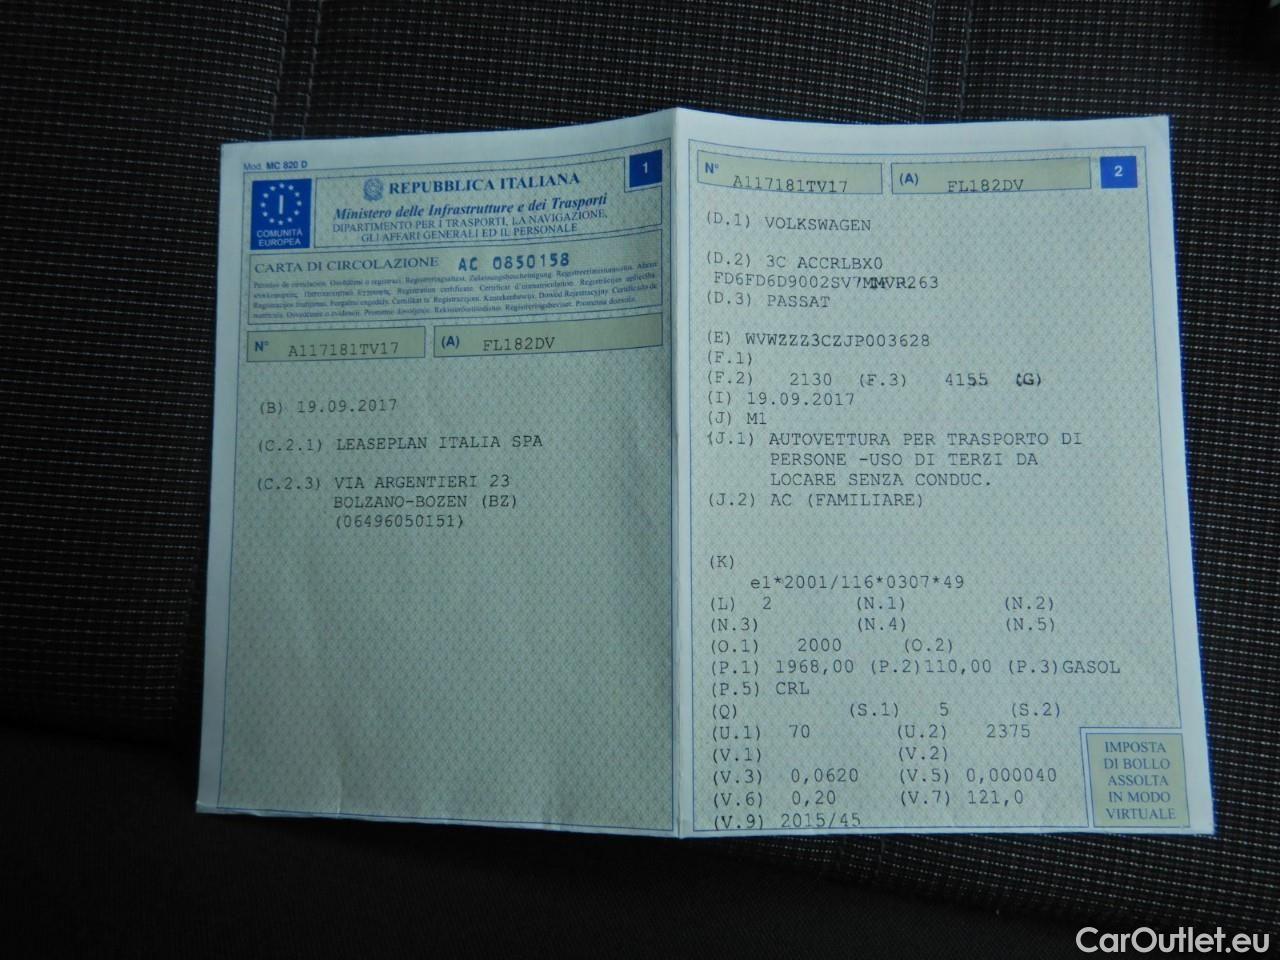 Mod. MC 820 D
1
I
COMUNITÀ
EUROPEA
REPUBBLICA ITALIANA
Ministero delle Infrastrutture e dei Trasporti
DIPARTIMENTO PER I TRASPORTI, LA NAVIGAZIONE,
GLI AFFARI GENERALI ED IL PERSONALE
CARTA DI CIRCOLAZIONE AC 0850158
N° A117181TV17 (A) FL182DV
(B) 19.09.2017
(C.2.1) LEASEPLAN ITALIA SPA
(C.2.3) VIA ARGENTIERI 23
BOLZANO-BOZEN (BZ)
(06496050151)
N° A117181TV17 (A) FL182DV 2
(D.1) VOLKSWAGEN
(D.2) 3C ACCRLBX0
(D.3) PASSAT
(E) WVWZZZ3CZJP003628
(F.1)
(F.2) 2130 (F.3) 4155 (G)
(I) 19.09.2017
(J) M1
(J.1) AUTOVETTURA PER TRASPORTO DI
PERSONE -USO DI TERZI DA
LOCARE SENZA CONDUC.
(J.2) AC (FAMILIARE)
(K)
e1*2001/116*0307*49
(L) 2 (N.1) (N.2)
(N.3) (N.4) (N.5)
(O.1) 2000 (O.2)
(P.1) 1968,00 (P.2)110,00 (P.3)GASOL
(P.5) CRL
(Q) (S.1) 5 (S.2)
(U.1) 70 (U.2) 2375
(V.1) (V.2)
(V.3) 0,0620 (V.5) 0,000040
(V.6) 0,20 (V.7) 121,0
(V.9) 2015/45
IMPOSTA
DI BOLLO
ASSOLTA
IN MODO
VIRTUALE
CarOutlet.eu